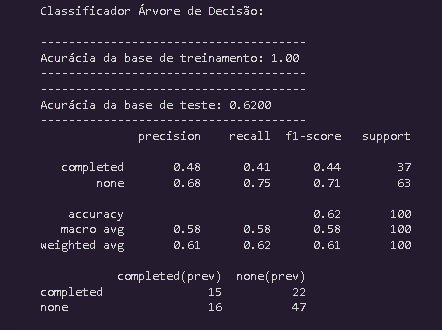 Classificador Árvore de Decisão:
-----------------------------------
Acurácia da base de treinamento: 1.00
-----------------------------------
-----------------------------------
Acurácia da base de teste: 0.6200
-----------------------------------
precision recall f1-score support
completed 0.48 0.41 0.44 37
none 0.68 0.75 0.71 63
accuracy 0.62 100
macro avg 0.58 0.58 0.58 100
weighted avg 0.61 0.62 0.61 100
completed(prev) none(prev)
completed 15 22
none 16 47